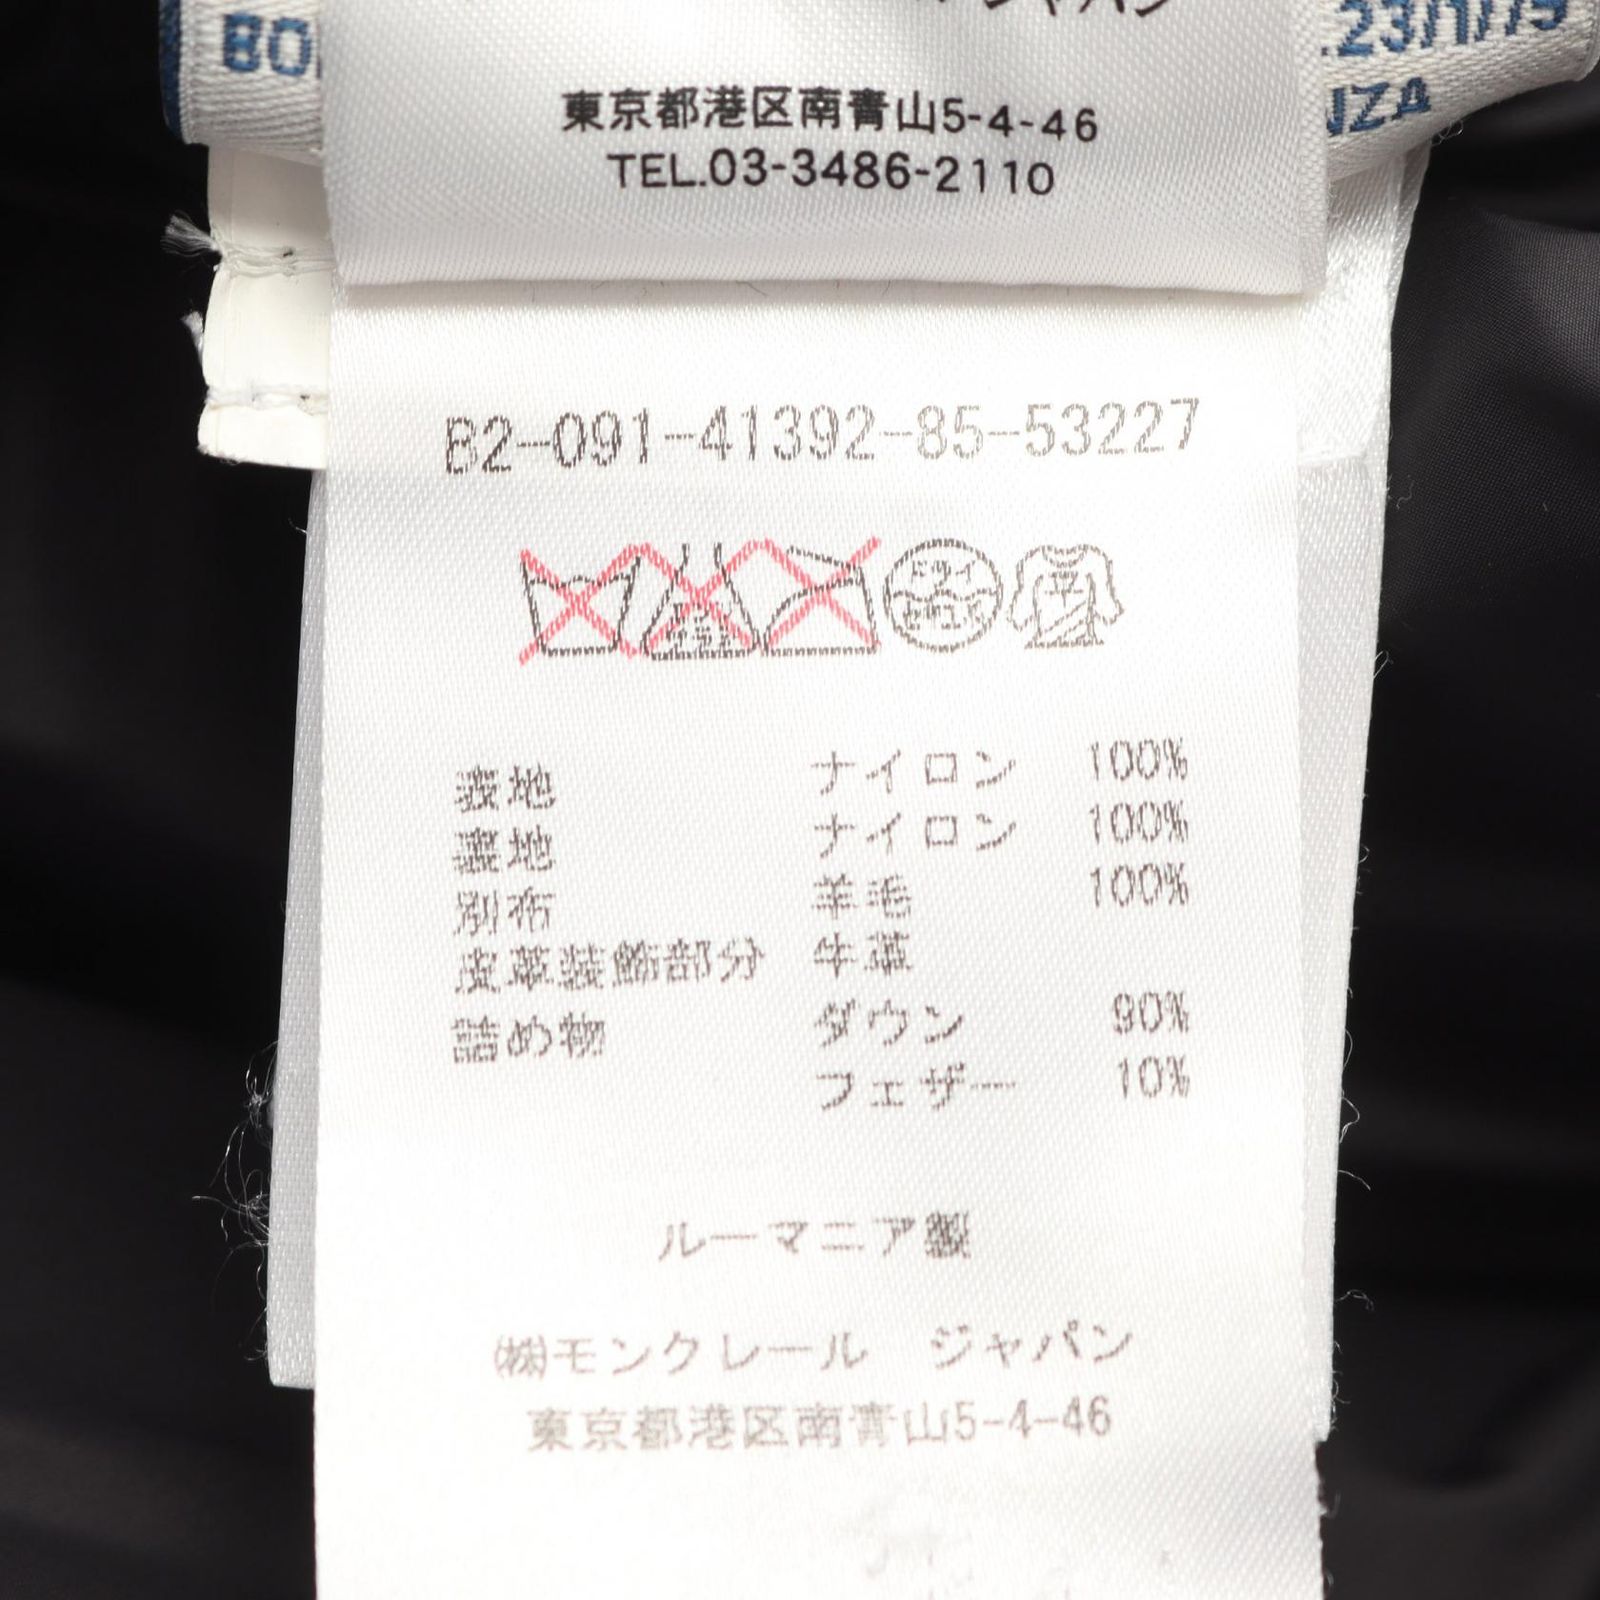 東京都港区南青山5-4-46
TEL.03-3486-2110
B2-091-41392-85-53227
表地 ナイロン 100%
裏地 ナイロン 100%
別布 羊毛 100%
皮革装飾部分 牛革
詰め物 ダウン 90%
フェザー 10%
ルーマニア製
㈱モンクレール ジャパン
東京都港区南青山5-4-46